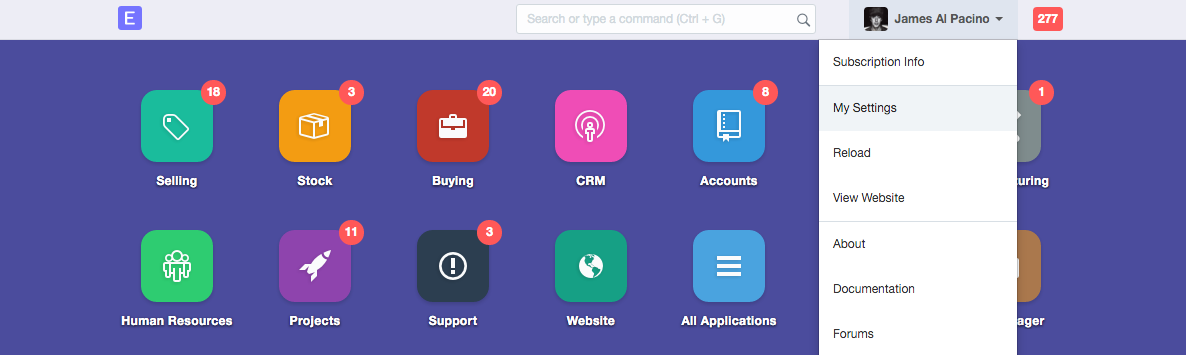 E
Search or type a command (Ctrl + G)
James Al Pacino
277
Subscription Info
My Settings
Reload
View Website
About
Documentation
Forums
18
3
20
8
1
Selling
Stock
Buying
CRM
Accounts
turing
11
3
Human Resources
Projects
Support
Website
All Applications
ager